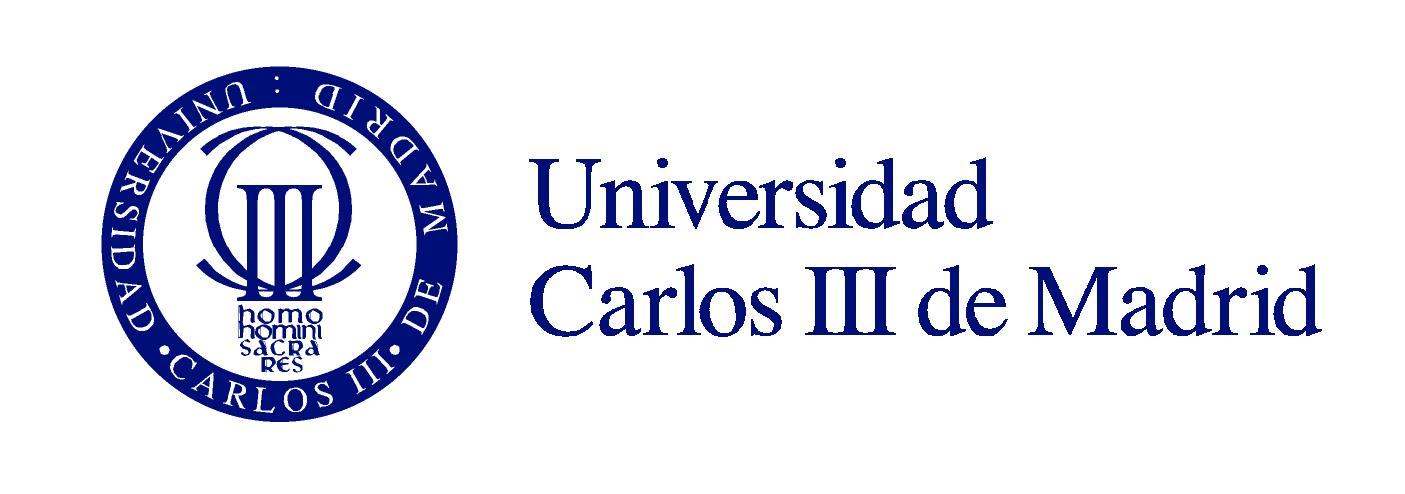 UNIVERSIDAD • CARLOS III • DE MADRID :
homo
homini
SACRA
RES
Universidad
Carlos III de Madrid